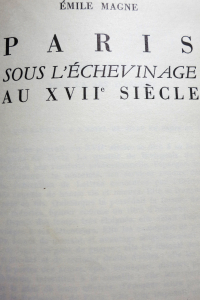 ÉMILE MAGNE
PARIS
SOUS L'ÉCHEVINAGE
AU XVIIe SIÈCLE